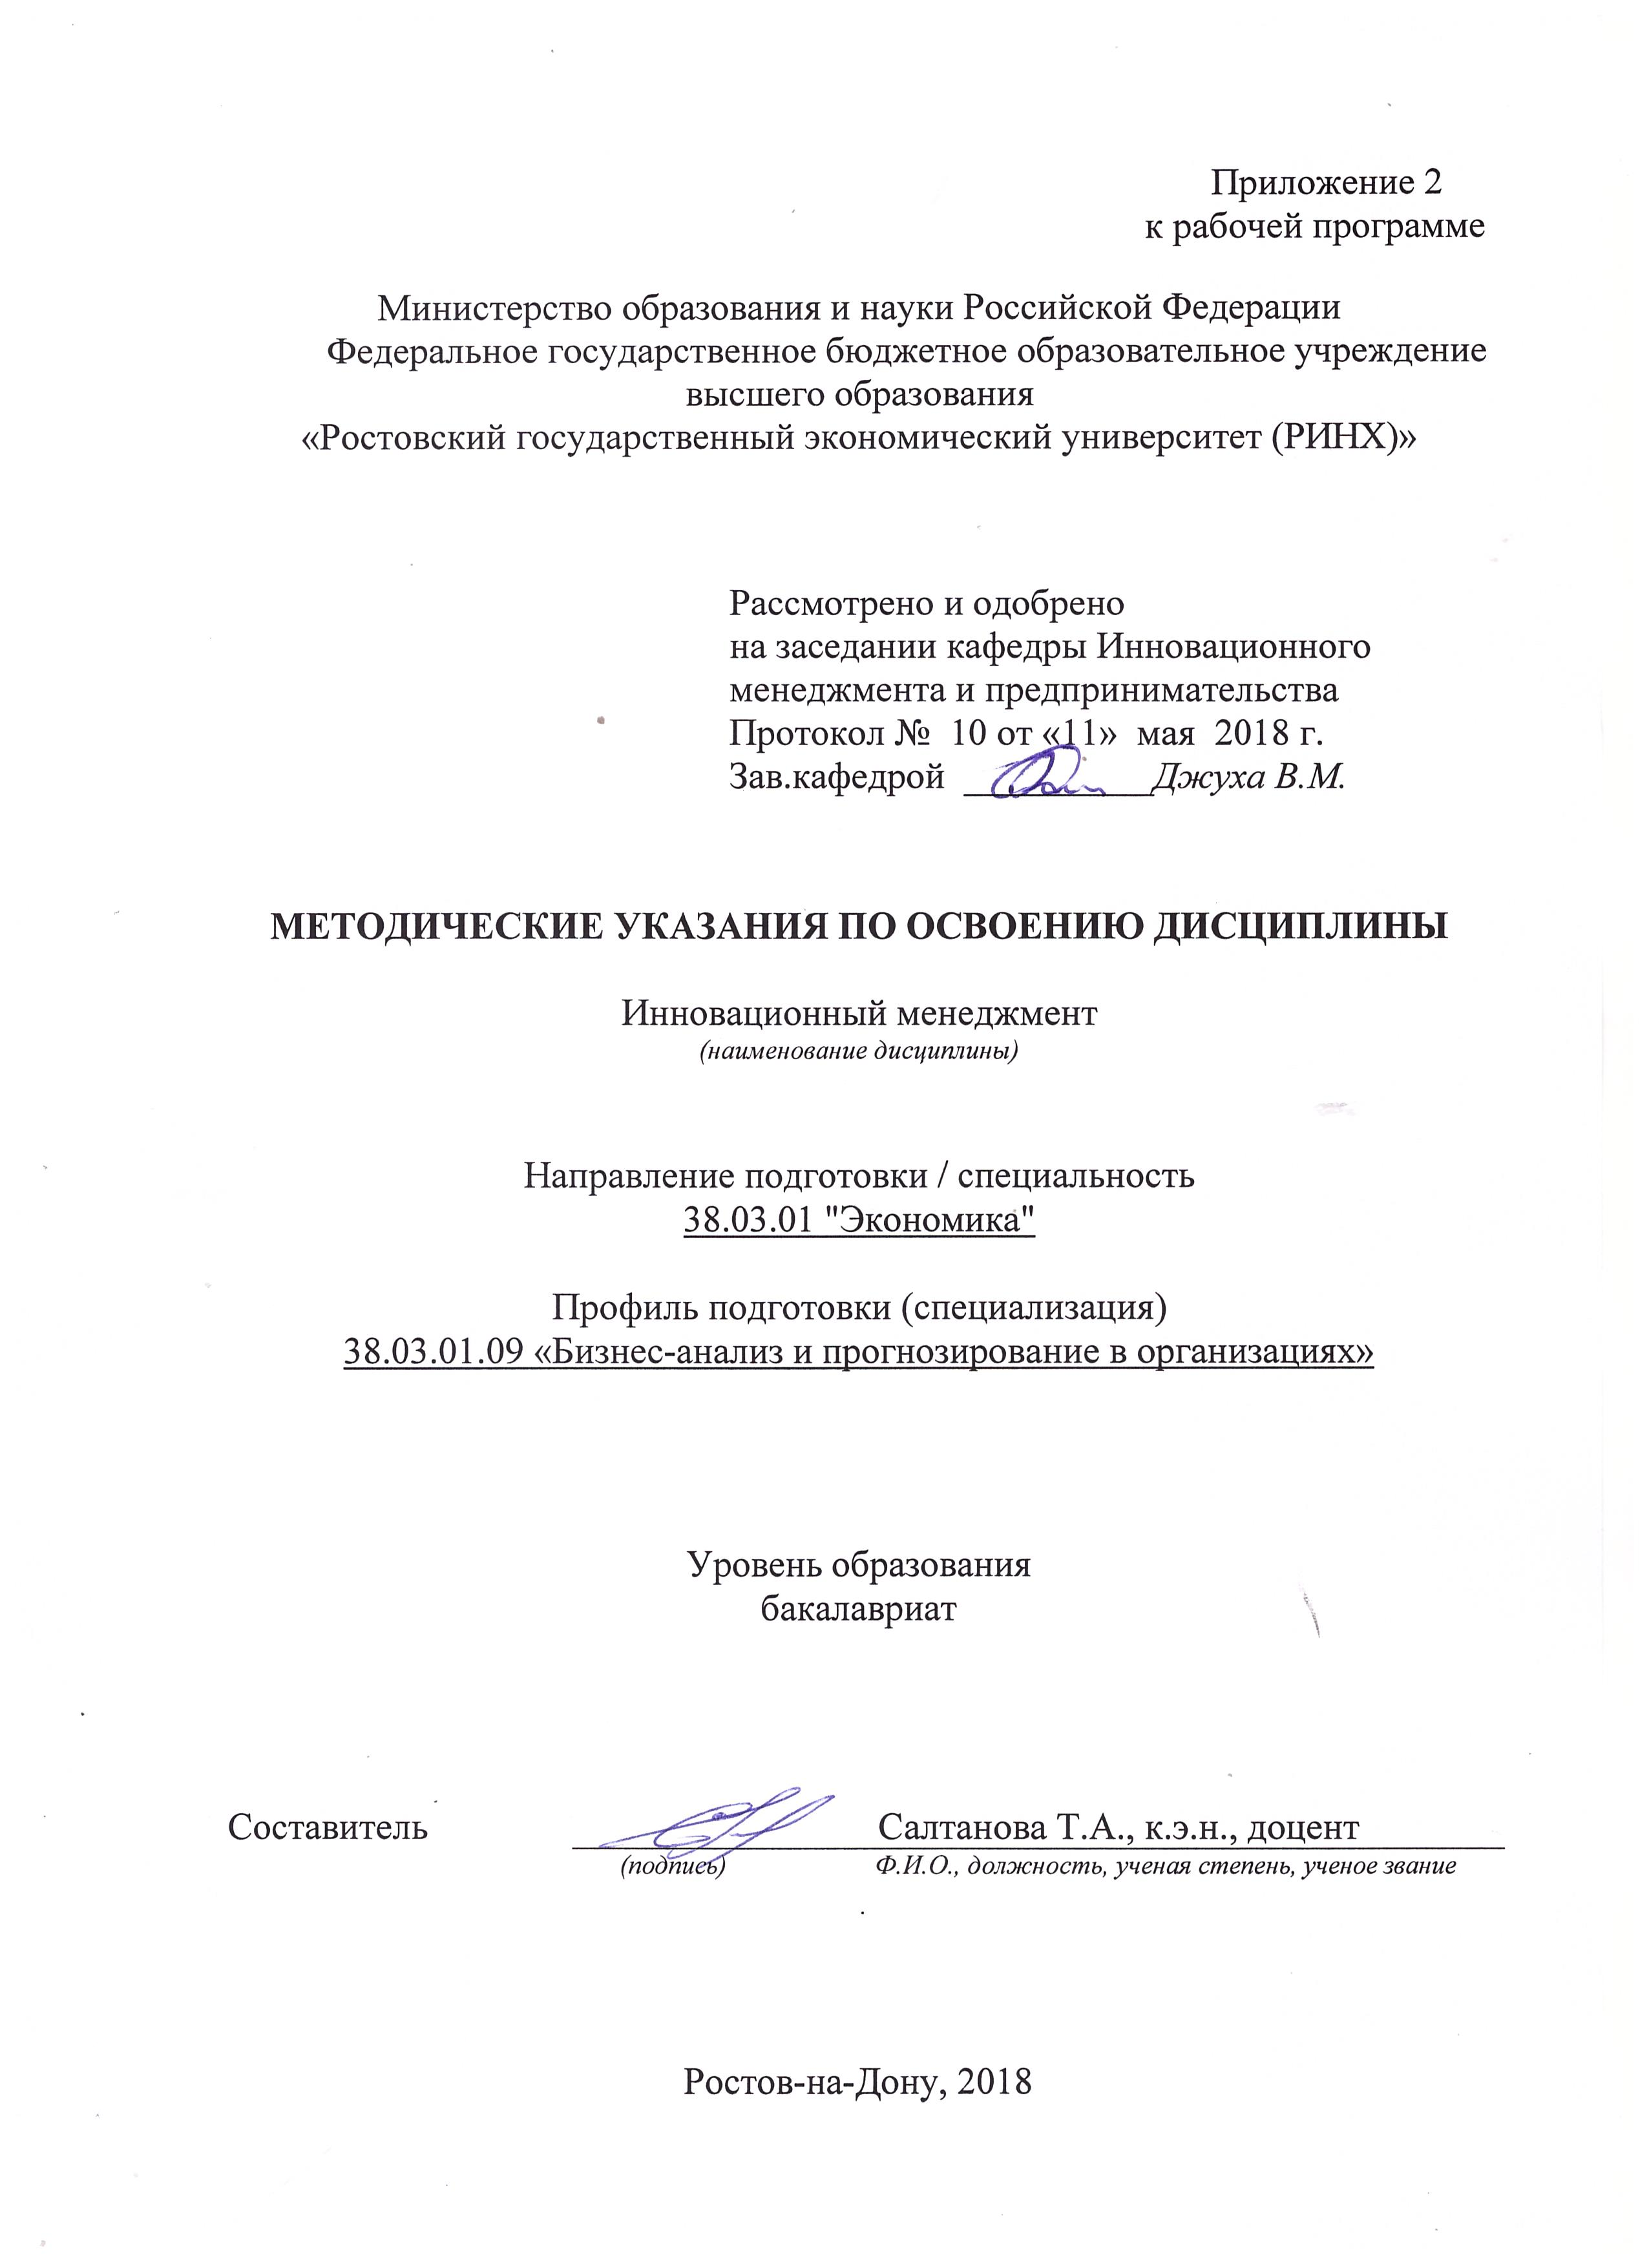 Приложение 2
к рабочей программе
Министерство образования и науки Российской Федерации
Федеральное государственное бюджетное образовательное учреждение
высшего образования
«Ростовский государственный экономический университет (РИНХ)»
Рассмотрено и одобрено
на заседании кафедры Инновационного
менеджмента и предпринимательства
Протокол № 10 от «11» мая 2018 г.
Зав.кафедрой __________Джуха В.М.
МЕТОДИЧЕСКИЕ УКАЗАНИЯ ПО ОСВОЕНИЮ ДИСЦИПЛИНЫ
Инновационный менеджмент
(наименование дисциплины)
Направление подготовки / специальность
38.03.01 "Экономика"
Профиль подготовки (специализация)
38.03.01.09 «Бизнес-анализ и прогнозирование в организациях»
Уровень образования
бакалавриат
Составитель Салтанова Т.А., к.э.н., доцент
(подпись) Ф.И.О., должность, ученая степень, ученое звание
Ростов-на-Дону, 2018